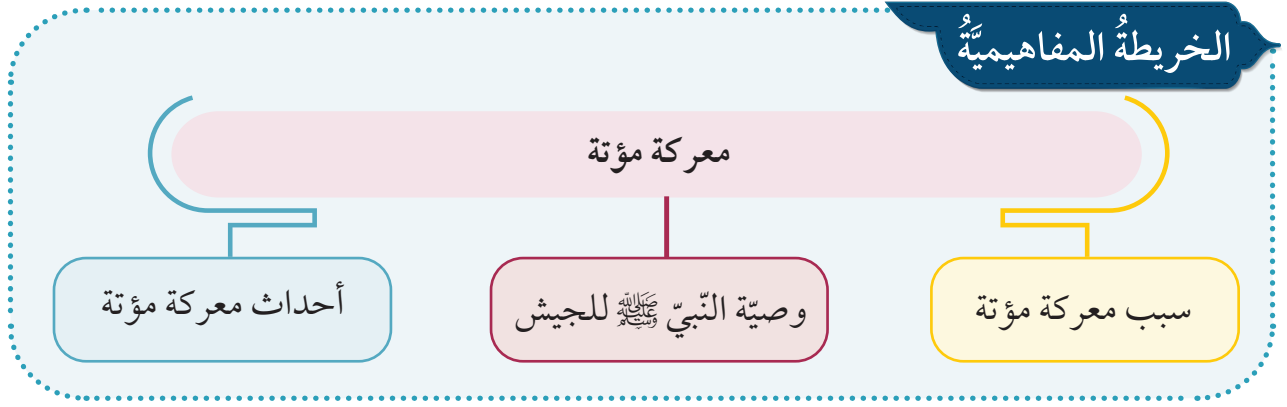 الخريطةُ المفاهيميَّةُ
معركة مؤتة
سبب معركة مؤتة
وصيّة النّبيّ ﷺ للجيش
أحداث معركة مؤتة